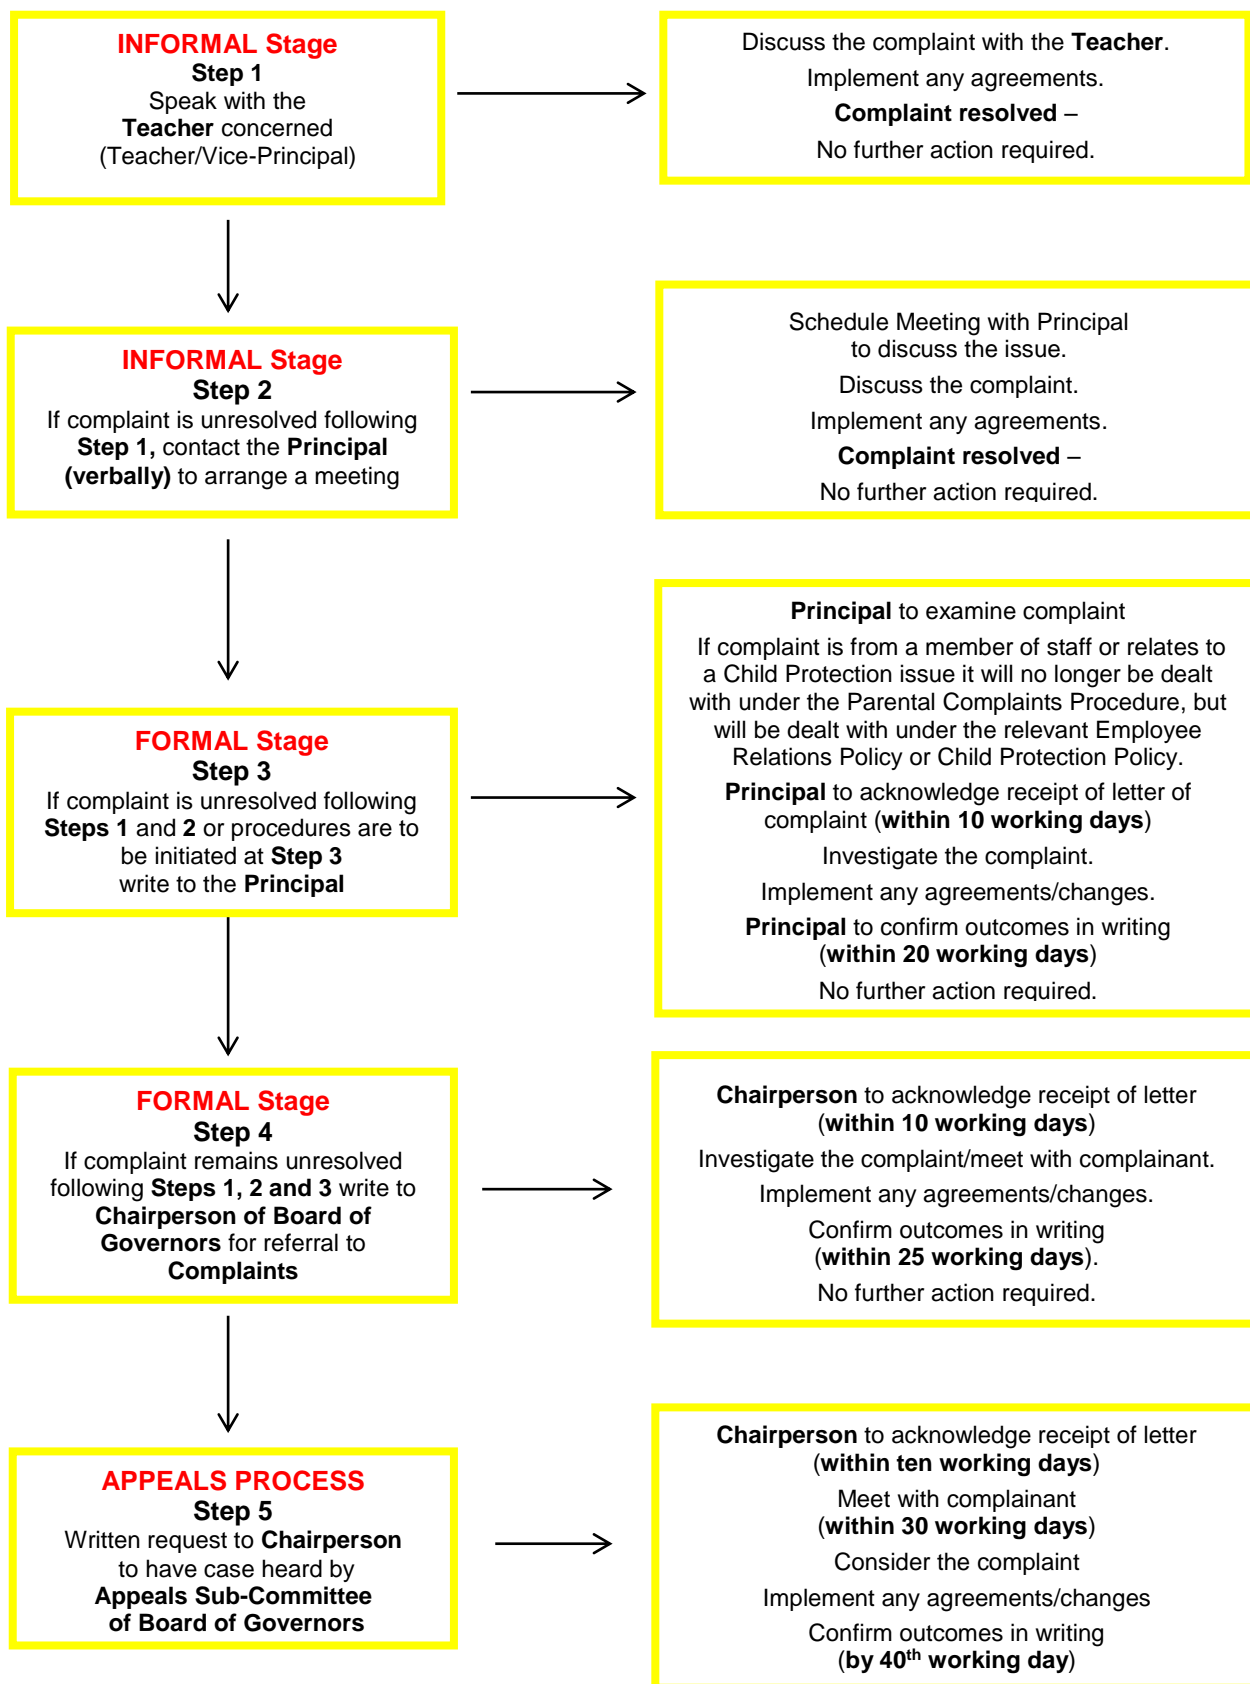 INFORMAL Stage
Step 1
Speak with the
Teacher concerned
(Teacher/Vice-Principal)
Discuss the complaint with the Teacher.
Implement any agreements.
Complaint resolved –
No further action required.
INFORMAL Stage
Step 2
If complaint is unresolved following
Step 1, contact the Principal
(verbally) to arrange a meeting
Schedule Meeting with Principal
to discuss the issue.
Discuss the complaint.
Implement any agreements.
Complaint resolved –
No further action required.
FORMAL Stage
Step 3
If complaint is unresolved following
Steps 1 and 2 or procedures are to
be initiated at Step 3
write to the Principal
Principal to examine complaint
If complaint is from a member of staff or relates to
a Child Protection issue it will no longer be dealt
with under the Parental Complaints Procedure, but
will be dealt with under the relevant Employee
Relations Policy or Child Protection Policy.
Principal to acknowledge receipt of letter of
complaint (within 10 working days)
Investigate the complaint.
Implement any agreements/changes.
Principal to confirm outcomes in writing
(within 20 working days)
No further action required.
FORMAL Stage
Step 4
If complaint remains unresolved
following Steps 1, 2 and 3 write to
Chairperson of Board of
Governors for referral to
Complaints
Chairperson to acknowledge receipt of letter
(within 10 working days)
Investigate the complaint/meet with complainant.
Implement any agreements/changes.
Confirm outcomes in writing
(within 25 working days).
No further action required.
APPEALS PROCESS
Step 5
Written request to Chairperson
to have case heard by
Appeals Sub-Committee
of Board of Governors
Chairperson to acknowledge receipt of letter
(within ten working days)
Meet with complainant
(within 30 working days)
Consider the complaint
Implement any agreements/changes
Confirm outcomes in writing
(by 40th working day)